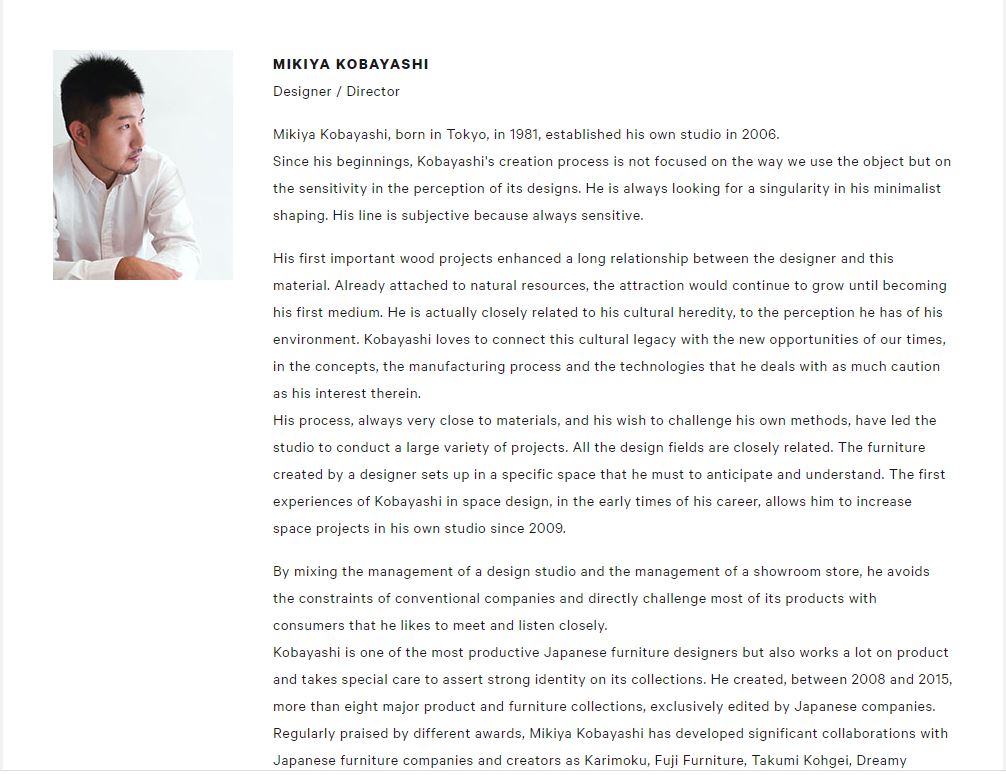 MIKIYA KOBAYASHI
Designer / Director
Mikiya Kobayashi, born in Tokyo, in 1981, established his own studio in 2006.
Since his beginnings, Kobayashi's creation process is not focused on the way we use the object but on
the sensitivity in the perception of its designs. He is always looking for a singularity in his minimalist
shaping. His line is subjective because always sensitive.
His first important wood projects enhanced a long relationship between the designer and this
material. Already attached to natural resources, the attraction would continue to grow until becoming
his first medium. He is actually closely related to his cultural heredity, to the perception he has of his
environment. Kobayashi loves to connect this cultural legacy with the new opportunities of our times,
in the concepts, the manufacturing process and the technologies that he deals with as much caution
as his interest therein.
His process, always very close to materials, and his wish to challenge his own methods, have led the
studio to conduct a large variety of projects. All the design fields are closely related. The furniture
created by a designer sets up in a specific space that he must to anticipate and understand. The first
experiences of Kobayashi in space design, in the early times of his career, allows him to increase
space projects in his own studio since 2009.
By mixing the management of a design studio and the management of a showroom store, he avoids
the constraints of conventional companies and directly challenge most of its products with
consumers that he likes to meet and listen closely.
Kobayashi is one of the most productive Japanese furniture designers but also works a lot on product
and takes special care to assert strong identity on its collections. He created, between 2008 and 2015,
more than eight major product and furniture collections, exclusively edited by Japanese companies.
Regularly praised by different awards, Mikiya Kobayashi has developed significant collaborations with
Japanese furniture companies and creators as Karimoku, Fuji Furniture, Takumi Kohgei, Dreamy